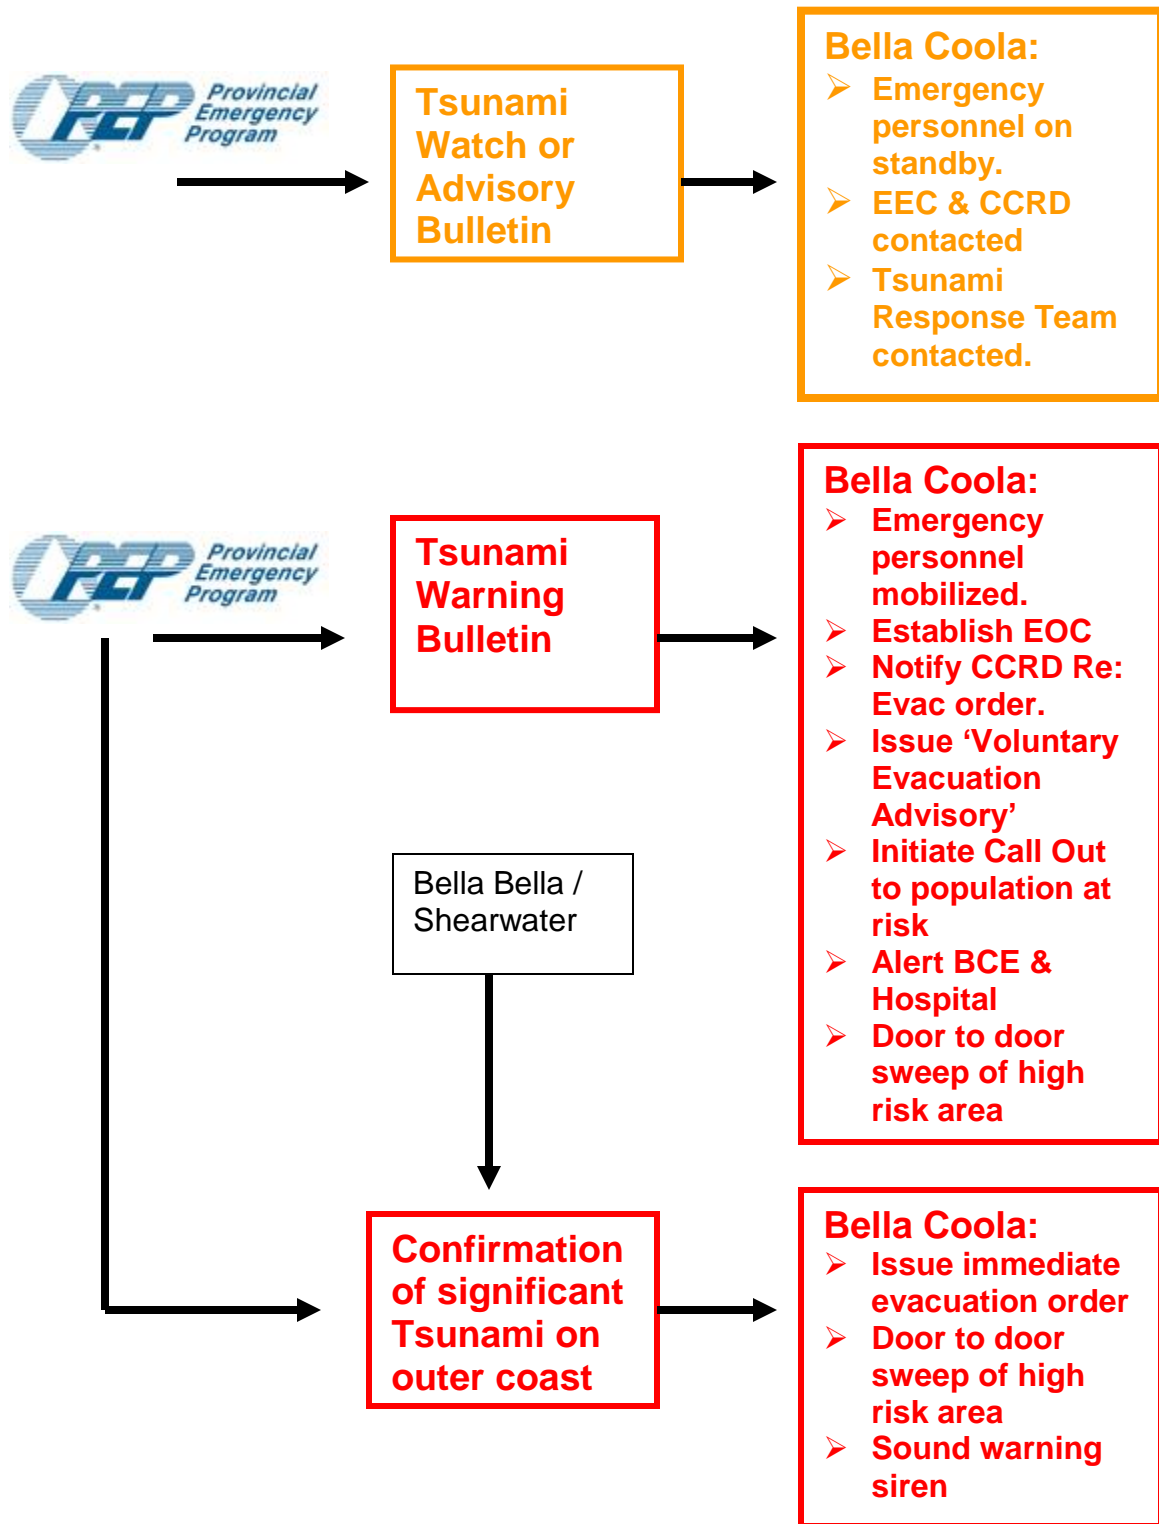 PEP Provincial
Emergency
Program
Tsunami
Watch or
Advisory
Bulletin
Bella Coola:
➢ Emergency
personnel on
standby.
➢ EEC & CCRD
contacted
➢ Tsunami
Response Team
contacted.
PEP Provincial
Emergency
Program
Tsunami
Warning
Bulletin
Bella Coola:
➢ Emergency
personnel
mobilized.
➢ Establish EOC
➢ Notify CCRD Re:
Evac order.
➢ Issue ‘Voluntary
Evacuation
Advisory’
➢ Initiate Call Out
to population at
risk
➢ Alert BCE &
Hospital
➢ Door to door
sweep of high
risk area
Bella Bella /
Shearwater
Confirmation
of significant
Tsunami on
outer coast
Bella Coola:
➢ Issue immediate
evacuation order
➢ Door to door
sweep of high
risk area
➢ Sound warning
siren